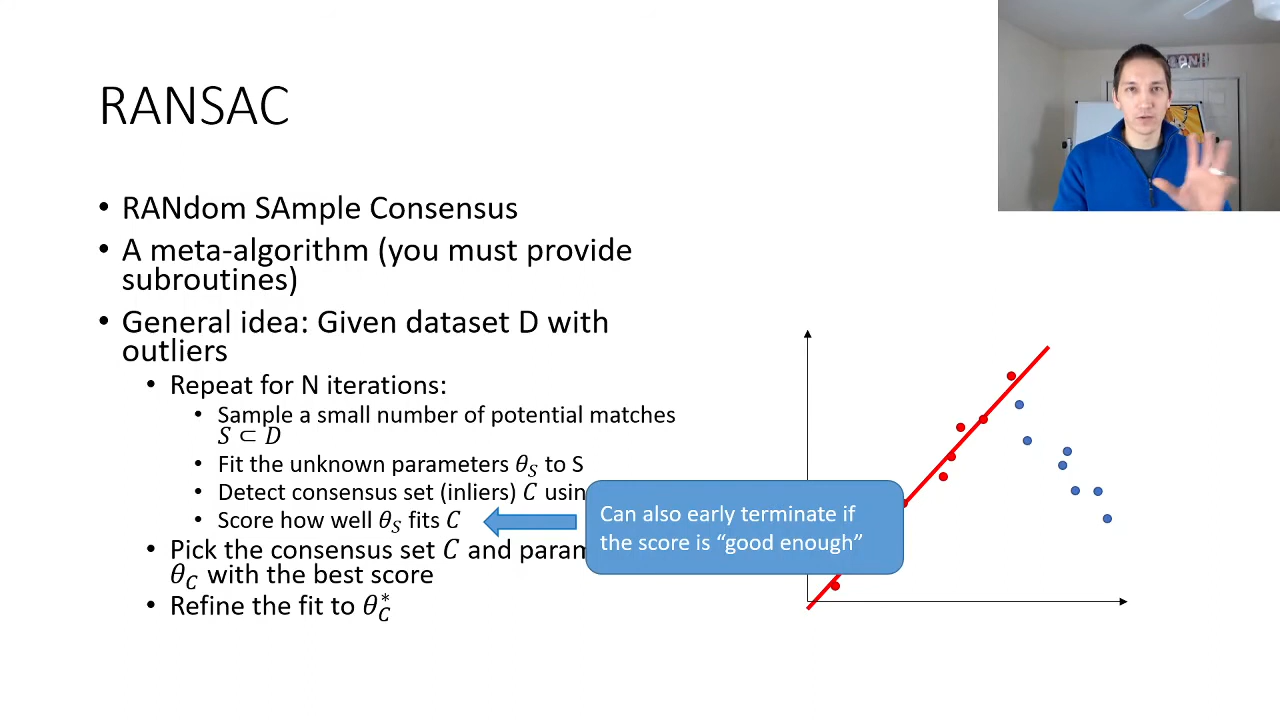 RANSAC
• RANdom SAmple Consensus
• A meta-algorithm (you must provide
subroutines)
• General idea: Given dataset D with
outliers
• Repeat for N iterations:
• Sample a small number of potential matches
S ⊂ D
• Fit the unknown parameters θ_S to S
• Detect consensus set (inliers) C
• Score how well θ_S fits C
Can also early terminate if
the score is “good enough”
• Pick the consensus set C and
θ_C with the best score
• Refine the fit to θ_C^*